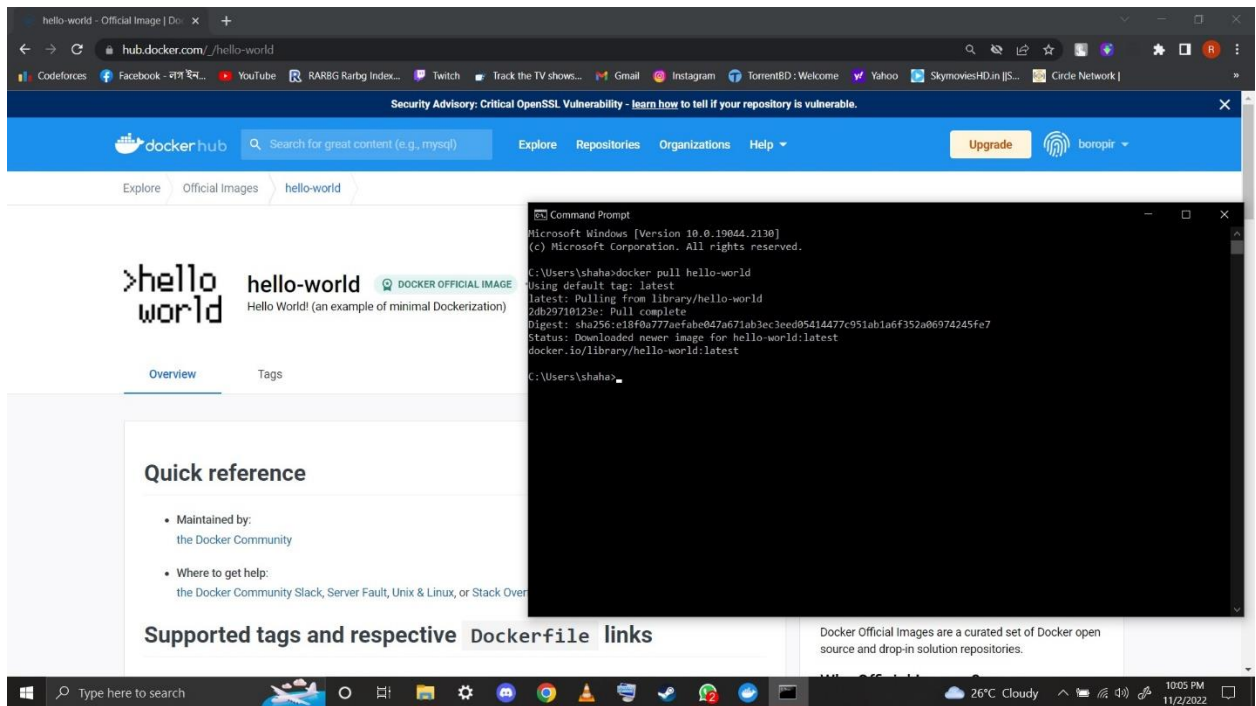 hello-world - Official Image | Do
hub.docker.com/_/hello-world
Codeforces
Facebook - লগ ইন...
YouTube
RARBG Rarbg Index...
Twitch
Track the TV shows...
Gmail
Instagram
TorrentBD : Welcome
Yahoo
SkymoviesHD.in ||S...
Circle Network |
»
Security Advisory: Critical OpenSSL Vulnerability - learn how to tell if your repository is vulnerable.
dockerhub
Search for great content (e.g., mysql)
Explore
Repositories
Organizations
Help
Upgrade
boropir
Explore
Official Images
hello-world
>hello
world
hello-world
DOCKER OFFICIAL IMAGE
Hello World! (an example of minimal Dockerization)
Overview
Tags
Command Prompt
Microsoft Windows [Version 10.0.19044.2130]
(c) Microsoft Corporation. All rights reserved.
C:\Users\shaha>docker pull hello-world
Using default tag: latest
latest: Pulling from library/hello-world
2db29710123e: Pull complete
Digest: sha256:e18f0a777aefabe047a671ab3ec3eed05414477c951ab1a6f352a06974245fe7
Status: Downloaded newer image for hello-world:latest
docker.io/library/hello-world:latest
C:\Users\shaha>
Quick reference
• Maintained by:
the Docker Community
• Where to get help:
the Docker Community Slack, Server Fault, Unix & Linux, or Stack Over
Supported tags and respective Dockerfile links
Docker Official Images are a curated set of Docker open
source and drop-in solution repositories.
Type here to search
2
26°C Cloudy
10:05 PM
11/2/2022